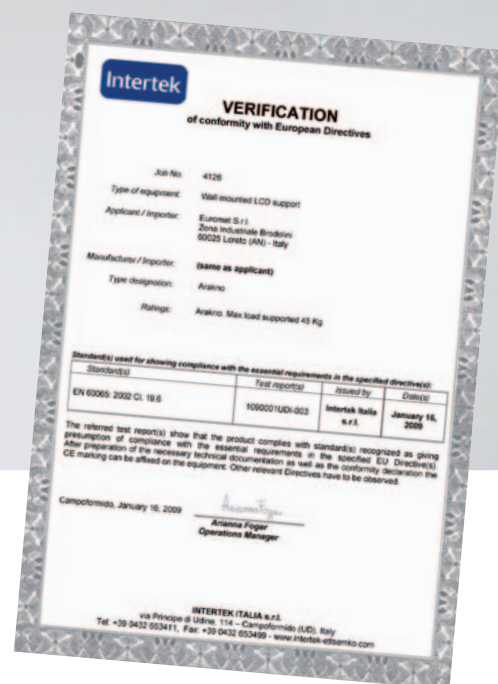 Intertek
VERIFICATION
of conformity with European Directives
Job No. 4128
Type of equipment: Wall mounted LCD support
Applicant / Importer: Euromet S.r.l.
Zona Industriale Brodolini
60025 Loreto (AN) - Italy
Manufacturer / Importer: (same as applicant)
Type designation: Arakno
Ratings: Arakno: Max load supported 45 Kg
Standard(s) used for showing compliance with the essential requirements in the specified directive(s):
Standard(s) Test report(s) Issued by Date(s)
EN 60065: 2002 Cl. 19.6 1090001UDI-003 Intertek Italia January 16,
s.r.l. 2009
The referred test report(s) show that the product complies with standard(s) recognized as giving
presumption of compliance with the essential requirements in the specified EU Directive(s).
After preparation of the necessary technical documentation as well as the conformity declaration the
CE marking can be affixed on the equipment. Other relevant Directives have to be observed.
Campoformido, January 16, 2009
Arianna Foger
Arianna Foger
Operations Manager
INTERTEK ITALIA s.r.l.
via Principe di Udine, 114 – Campoformido (UD), Italy
Tel: +39 0432 653411, Fax: +39 0432 653499 - www.intertek-etlsemko.com